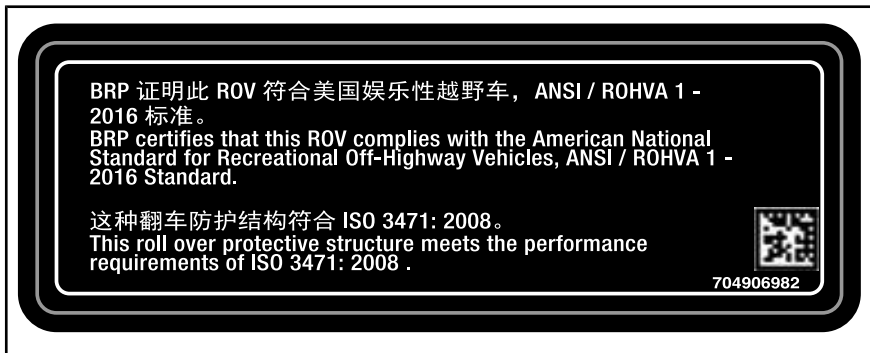 BRP 证明此 ROV 符合美国娱乐性越野车，ANSI / ROHVA 1 -
2016 标准。
BRP certifies that this ROV complies with the American National
Standard for Recreational Off-Highway Vehicles, ANSI / ROHVA 1 -
2016 Standard.
这种翻车防护结构符合 ISO 3471: 2008。
This roll over protective structure meets the performance
requirements of ISO 3471: 2008 .
704906982